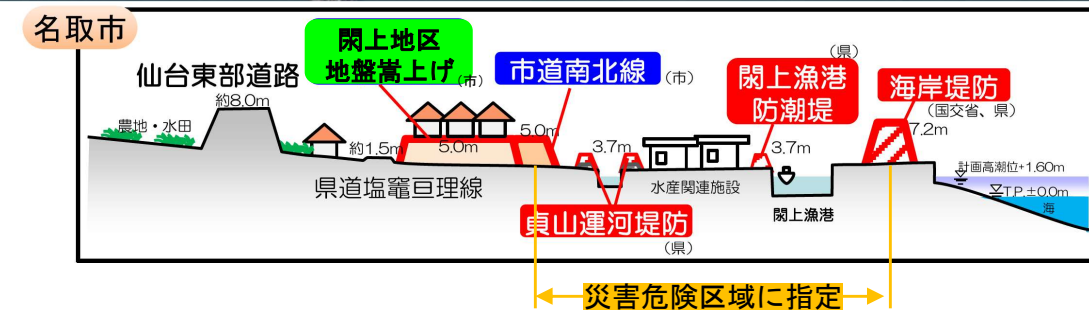 名取市
閖上地区
地盤嵩上げ(市)
仙台東部道路
約8.0m
市道南北線(市)
(県)
閖上漁港
防潮堤
海岸堤防
(国交省、県)
7.2m
農地・水田
約1.5m
5.0m
5.0m
3.7m
3.7m
計画高潮位+1.60m
T.P.±0.0m
海
県道塩竈亘理線
水産関連施設
閖上漁港
貞山運河堤防
(県)
災害危険区域に指定